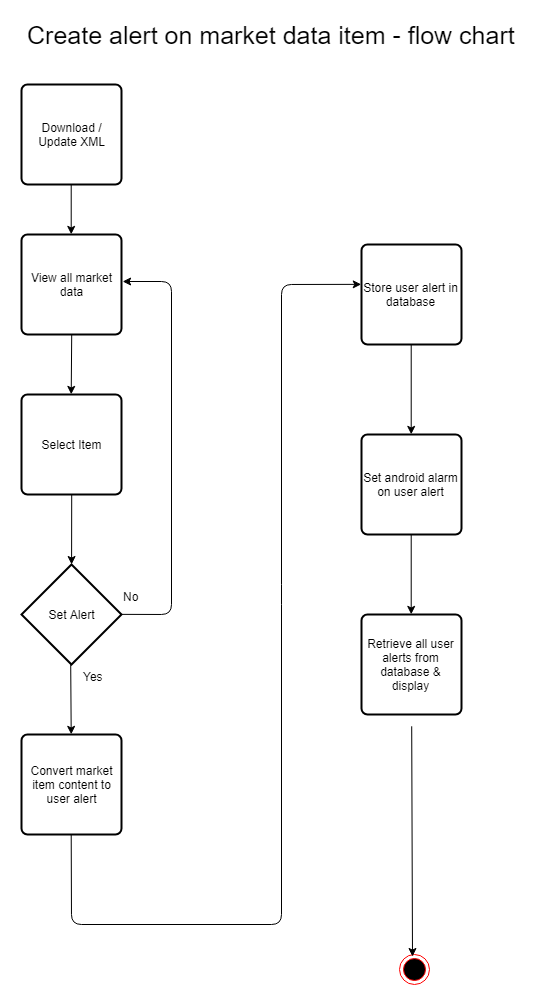 Create alert on market data item - flow chart
Download /
Update XML
View all market
data
Select Item
Set Alert
No
Yes
Convert market
item content to
user alert
Store user alert in
database
Set android alarm
on user alert
Retrieve all user
alerts from
database &
display